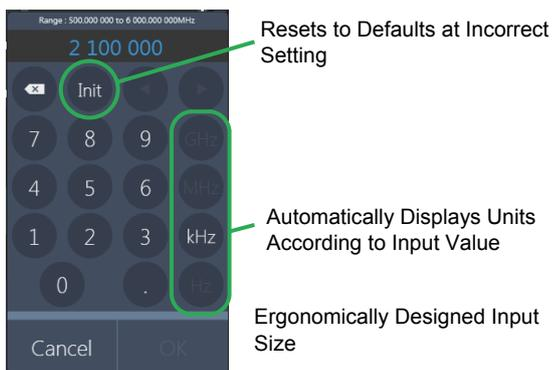 Range : 500.000 000 to 6 000.000 000MHz
2 100 000
Init
7 8 9 GHz
4 5 6 MHz
1 2 3 kHz
0 . Hz
Cancel OK
Resets to Defaults at Incorrect
Setting
Automatically Displays Units
According to Input Value
Ergonomically Designed Input
Size